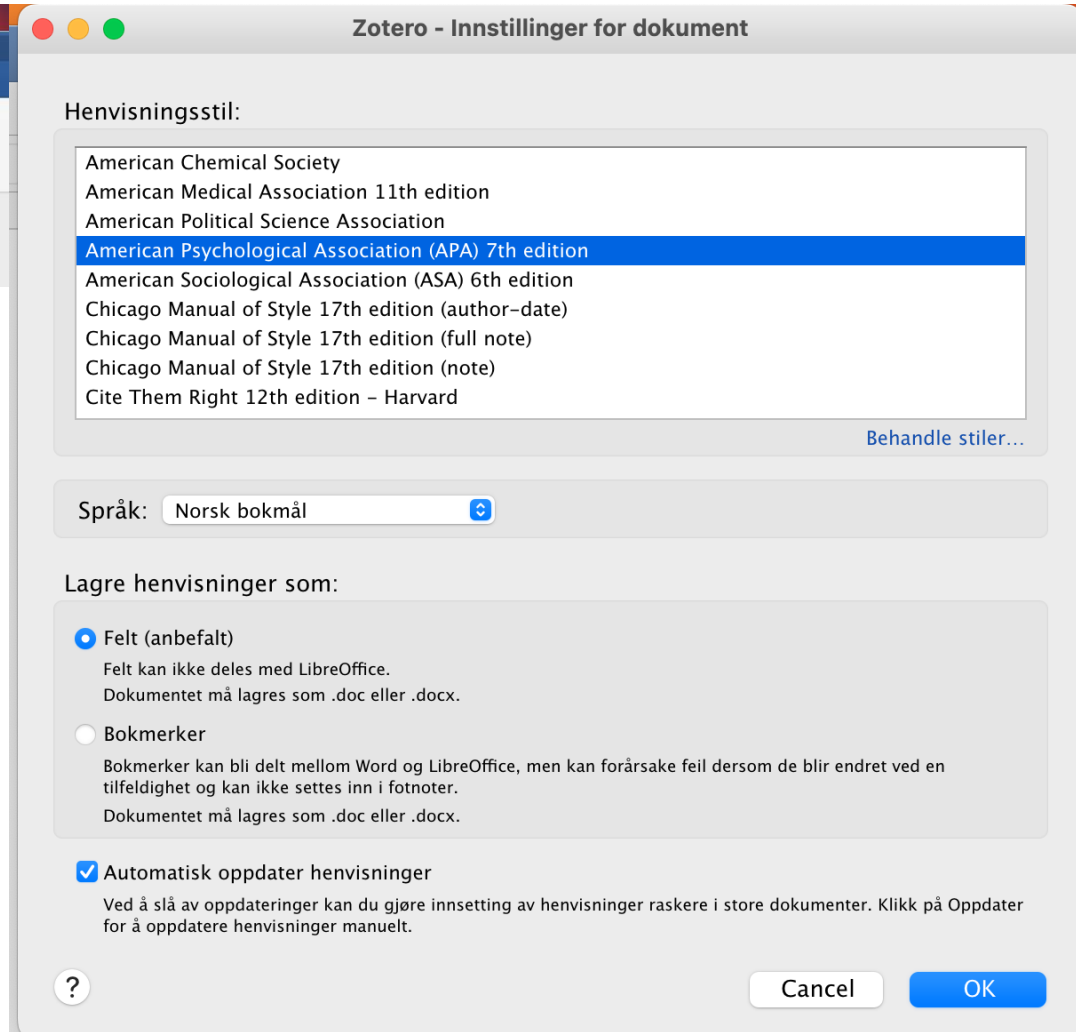 Zotero - Innstillinger for dokument
Henvisningsstil:
American Chemical Society
American Medical Association 11th edition
American Political Science Association
American Psychological Association (APA) 7th edition
American Sociological Association (ASA) 6th edition
Chicago Manual of Style 17th edition (author-date)
Chicago Manual of Style 17th edition (full note)
Chicago Manual of Style 17th edition (note)
Cite Them Right 12th edition – Harvard
Behandle stiler...
Språk: Norsk bokmål
Lagre henvisninger som:
Felt (anbefalt)
Felt kan ikke deles med LibreOffice.
Dokumentet må lagres som .doc eller .docx.
Bokmerker
Bokmerker kan bli delt mellom Word og LibreOffice, men kan forårsake feil dersom de blir endret ved en
tilfeldighet og kan ikke settes inn i fotnoter.
Dokumentet må lagres som .doc eller .docx.
Automatisk oppdater henvisninger
Ved å slå av oppdateringer kan du gjøre innsetting av henvisninger raskere i store dokumenter. Klikk på Oppdater
for å oppdatere henvisninger manuelt.
? Cancel OK